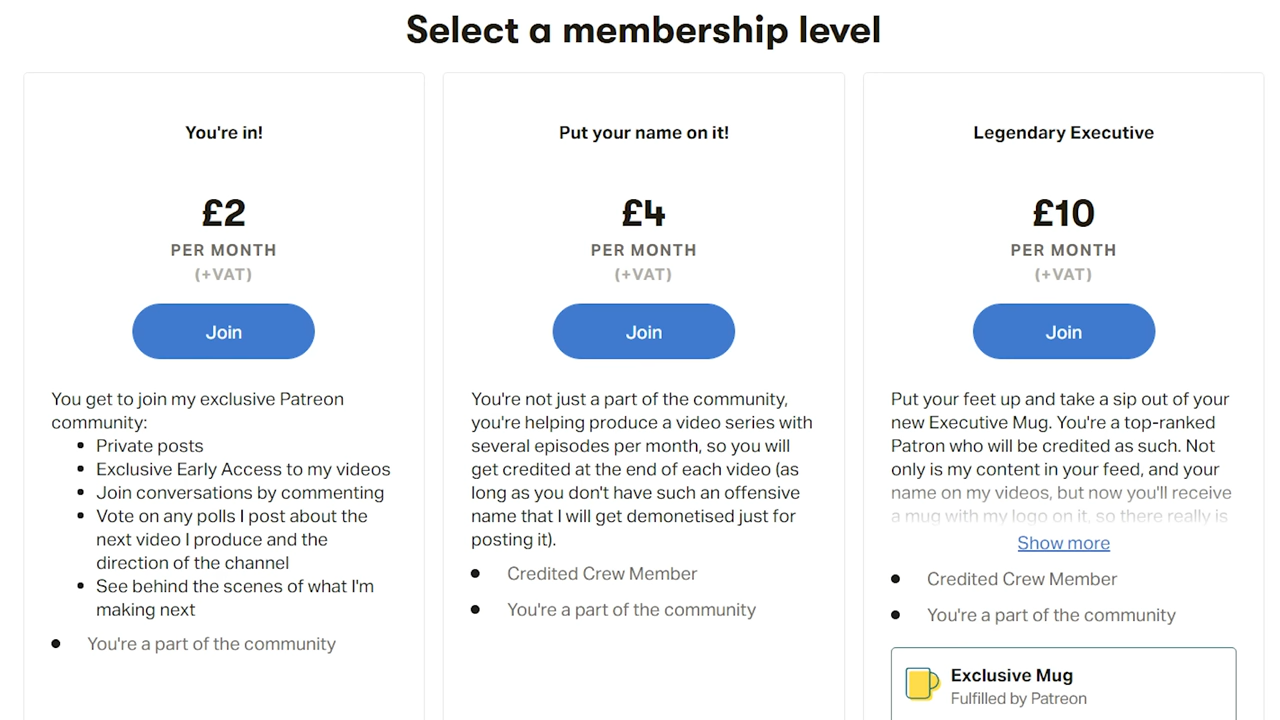 Select a membership level
You're in!
£2
PER MONTH
(+VAT)
Join
You get to join my exclusive Patreon
community:
Private posts
Exclusive Early Access to my videos
Join conversations by commenting
Vote on any polls I post about the
next video I produce and the
direction of the channel
See behind the scenes of what I'm
making next
You're a part of the community
Put your name on it!
£4
PER MONTH
(+VAT)
Join
You're not just a part of the community,
you're helping produce a video series with
several episodes per month, so you will
get credited at the end of each video (as
long as you don't have such an offensive
name that I will get demonetised just for
posting it).
Credited Crew Member
You're a part of the community
Legendary Executive
£10
PER MONTH
(+VAT)
Join
Put your feet up and take a sip out of your
new Executive Mug. You're a top-ranked
Patron who will be credited as such. Not
only is my content in your feed, and your
name on my videos, but now you'll receive
a mug with my logo on it, so there really is
Show more
Credited Crew Member
You're a part of the community
Exclusive Mug
Fulfilled by Patreon